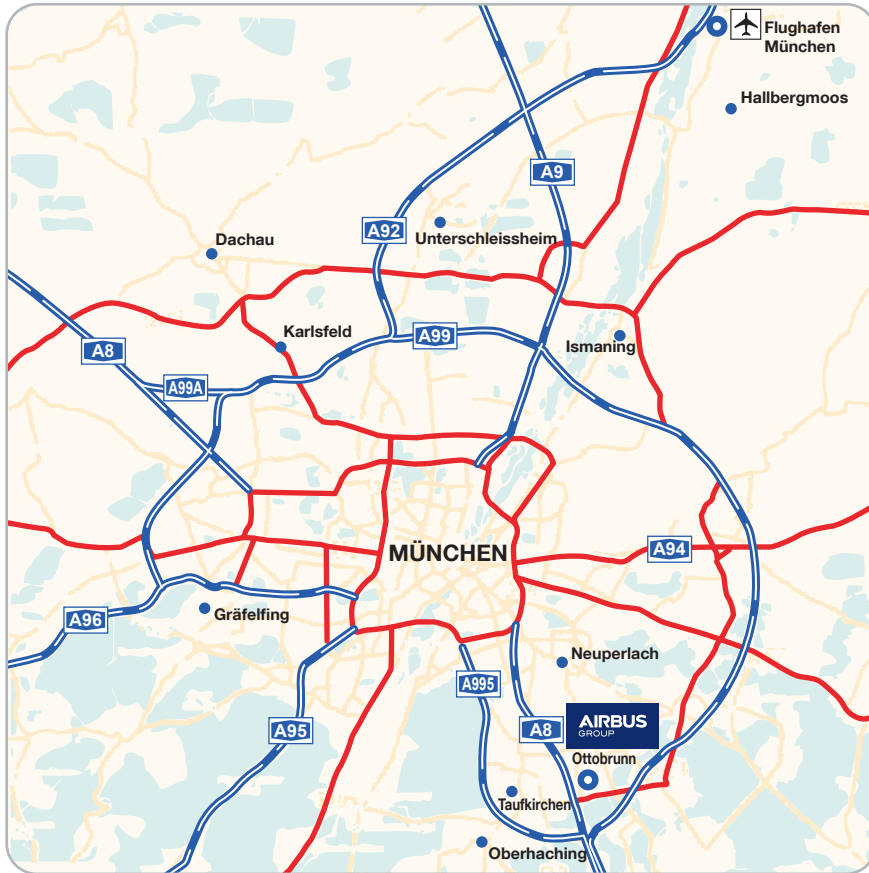 Flughafen
München
Hallbergmoos
A9
A92
Unterschleissheim
Dachau
Karlsfeld
A99
Ismaning
A8
A99A
MÜNCHEN
A94
Gräfelfing
A96
Neuperlach
A995
A95
A8
AIRBUS
GROUP
Ottobrunn
Taufkirchen
Oberhaching